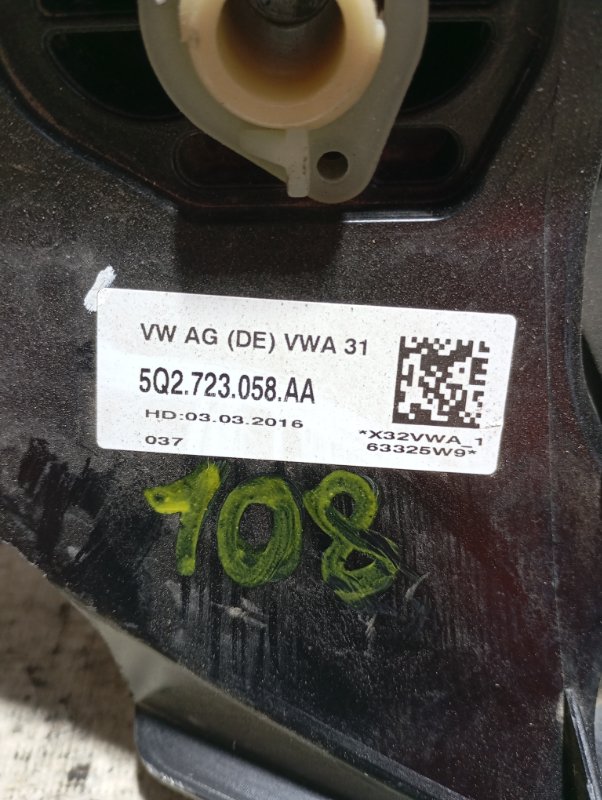 VW AG (DE) VWA 31
5Q2.723.058.AA
HD:03.03.2016
037
*X32VWA_1
63325W9*
108